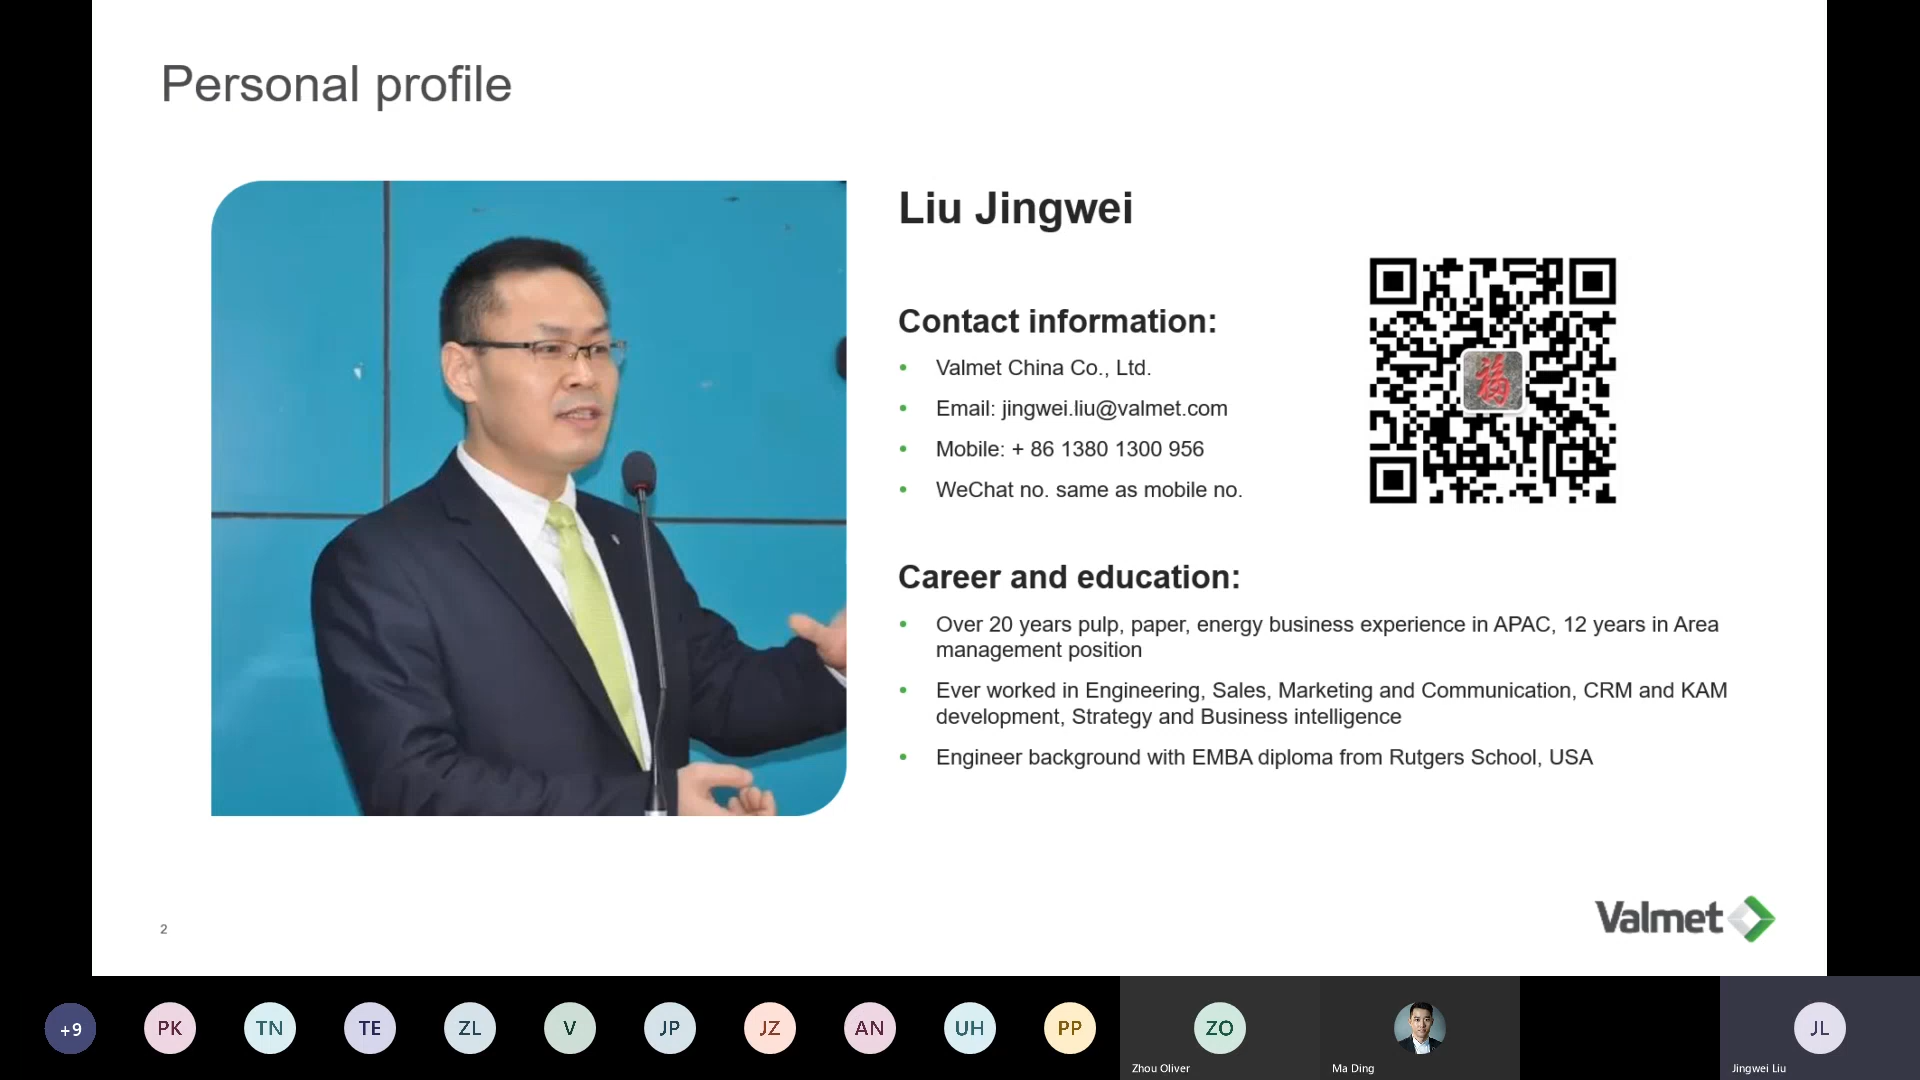 Personal profile
Liu Jingwei
Contact information:
• Valmet China Co., Ltd.
• Email: jingwei.liu@valmet.com
• Mobile: + 86 1380 1300 956
• WeChat no. same as mobile no.
福
Career and education:
• Over 20 years pulp, paper, energy business experience in APAC, 12 years in Area
management position
• Ever worked in Engineering, Sales, Marketing and Communication, CRM and KAM
development, Strategy and Business intelligence
• Engineer background with EMBA diploma from Rutgers School, USA
2
Valmet
+9
PK
TN
TE
ZL
V
JP
JZ
AN
UH
PP
ZO
JL
Zhou Oliver
Ma Ding
Jingwei Liu